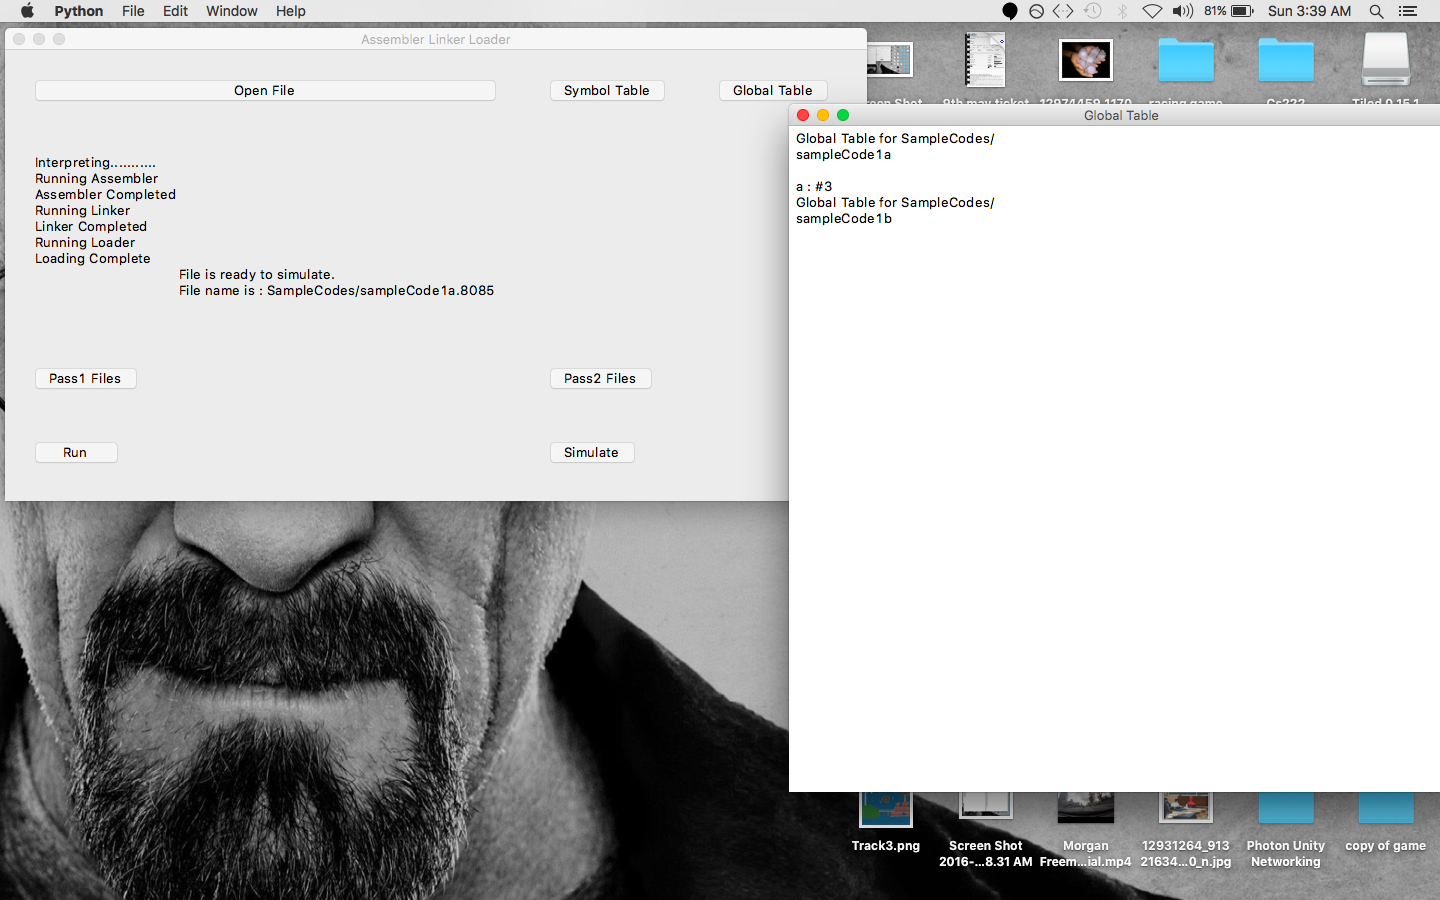 Python File Edit Window Help
81% Sun 3:39 AM
Assembler Linker Loader
Open File
Symbol Table
Global Table
Interpreting...........
Running Assembler
Assembler Completed
Running Linker
Linker Completed
Running Loader
Loading Complete
File is ready to simulate.
File name is : SampleCodes/sampleCode1a.8085
Pass1 Files
Pass2 Files
Run
Simulate
9th may ticket
12974459 1170
racing game
Cs222
Tiled 0.15.1
Global Table
Global Table for SampleCodes/
sampleCode1a
a : #3
Global Table for SampleCodes/
sampleCode1b
Track3.png
Screen Shot
2016-...8.31 AM
Morgan
Freem...ial.mp4
12931264_913
21634...0_n.jpg
Photon Unity
Networking
copy of game